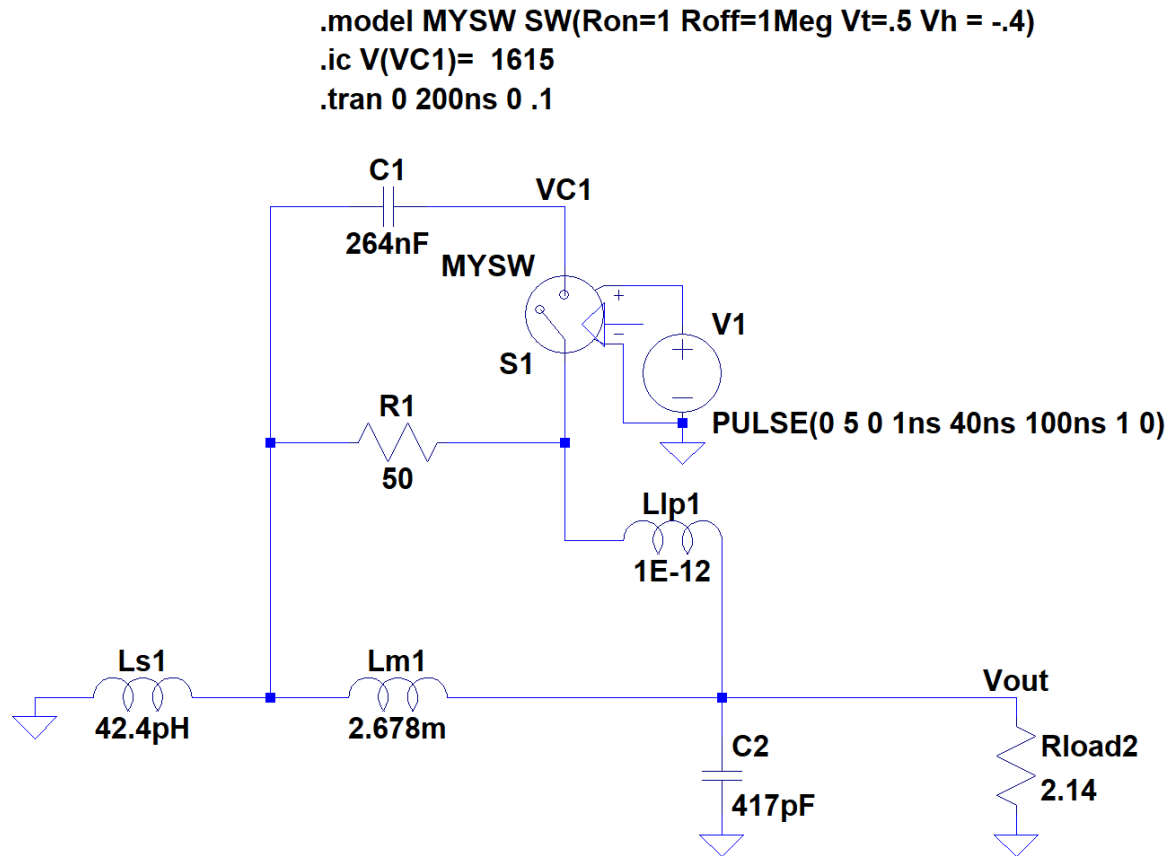 .model MYSW SW(Ron=1 Roff=1Meg Vt=.5 Vh = -.4)
.ic V(VC1)=  1615
.tran 0 200ns 0 .1
C1
VC1
264nF
MYSW
+
-
V1
S1
R1
PULSE(0 5 0 1ns 40ns 100ns 1 0)
50
Llp1
1E-12
Ls1
Lm1
Vout
42.4pH
2.678m
C2
Rload2
417pF
2.14